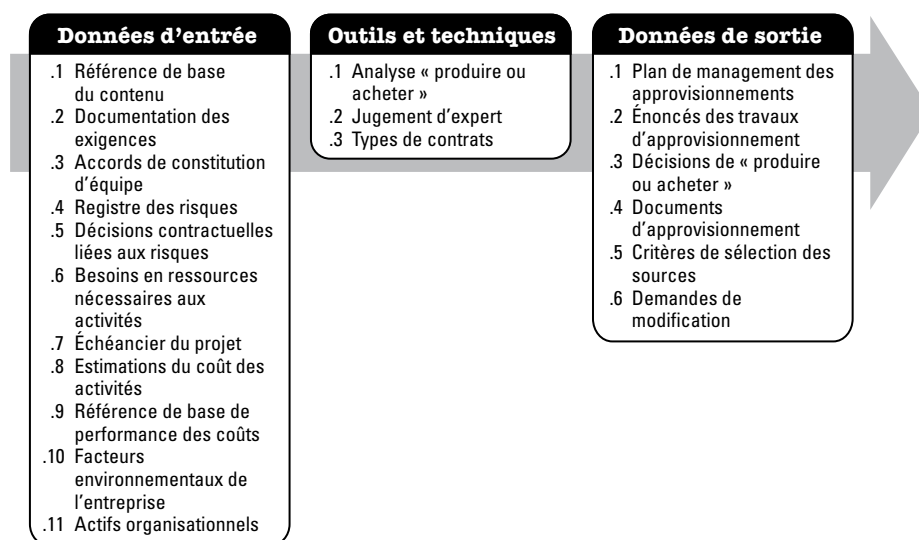 Données d'entrée
.1 Référence de base
du contenu
.2 Documentation des
exigences
.3 Accords de constitution
d'équipe
.4 Registre des risques
.5 Décisions contractuelles
liées aux risques
.6 Besoins en ressources
nécessaires aux
activités
.7 Échéancier du projet
.8 Estimations du coût des
activités
.9 Référence de base de
performance des coûts
.10 Facteurs
environnementaux de
l'entreprise
.11 Actifs organisationnels
Outils et techniques
.1 Analyse « produire ou
acheter »
.2 Jugement d'expert
.3 Types de contrats
Données de sortie
.1 Plan de management des
approvisionnements
.2 Énoncés des travaux
d'approvisionnement
.3 Décisions de « produire
ou acheter »
.4 Documents
d'approvisionnement
.5 Critères de sélection des
sources
.6 Demandes de
modification